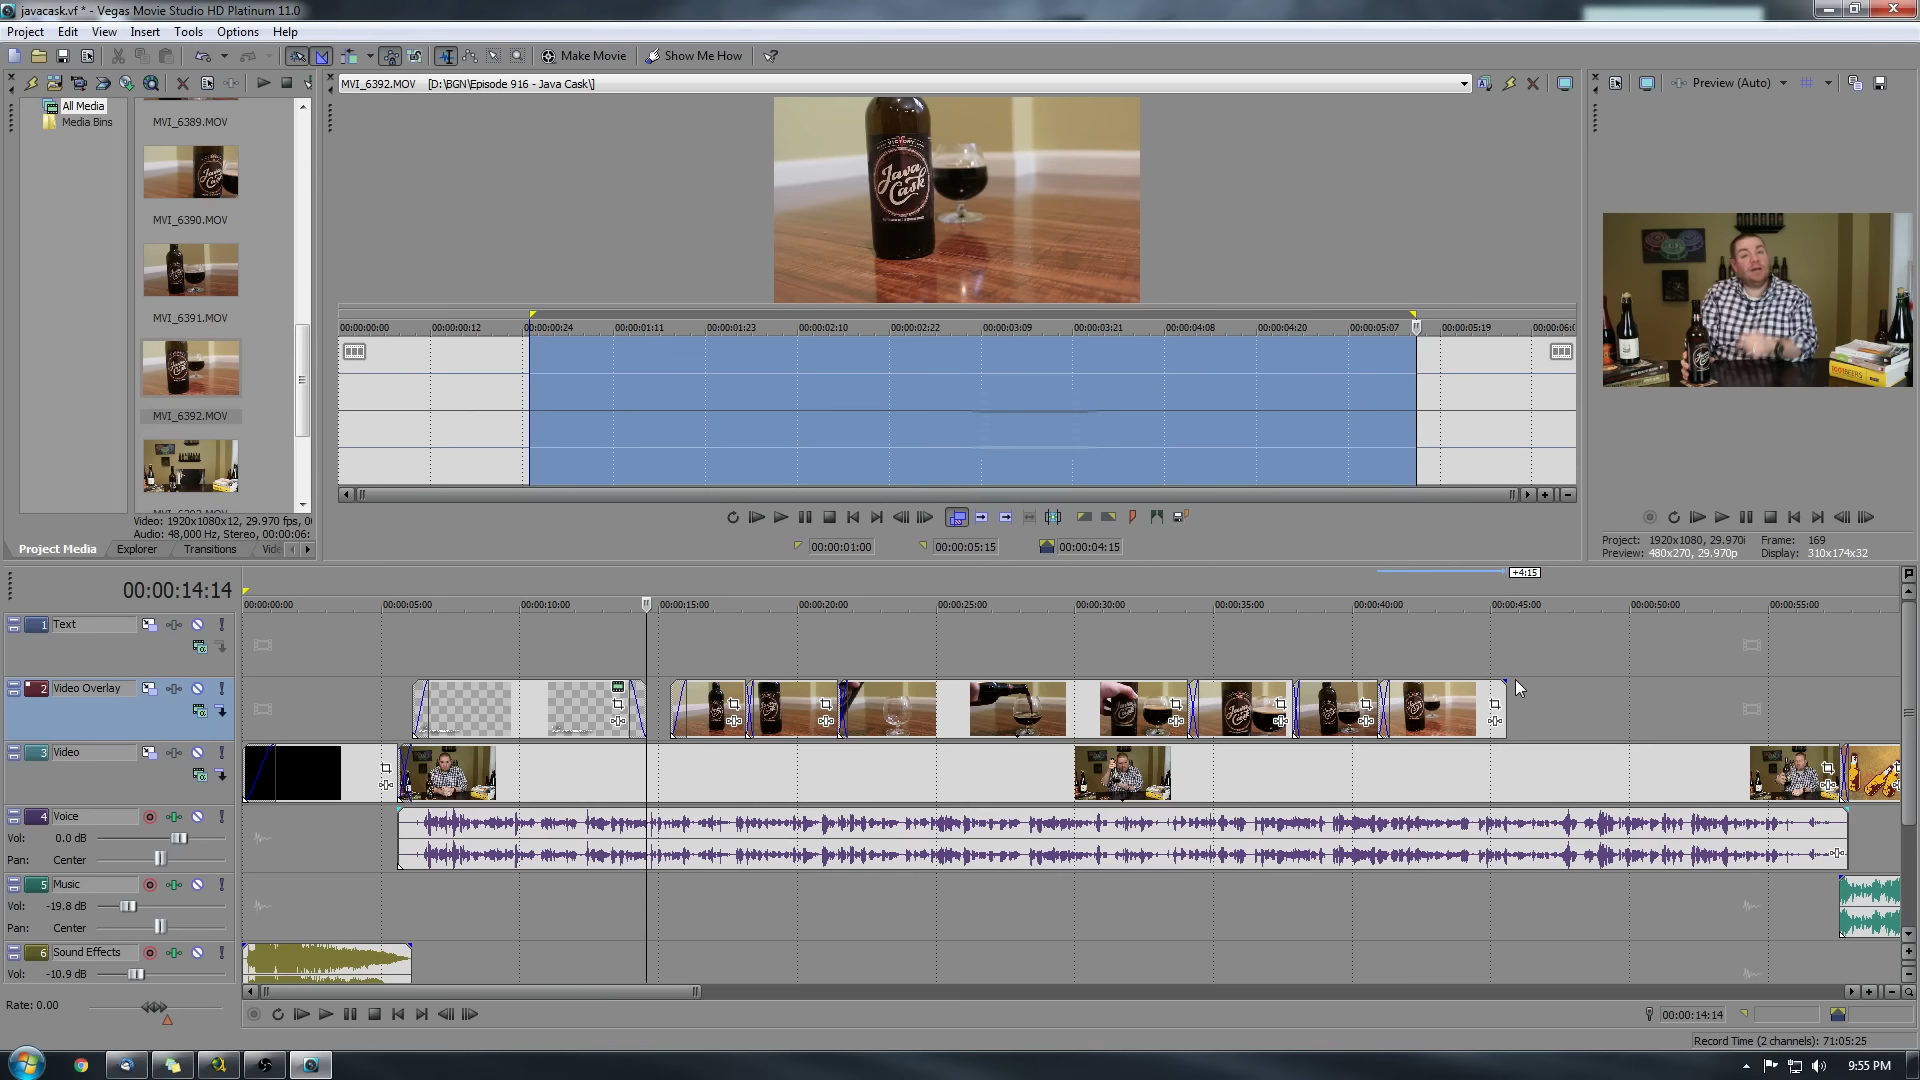 javacask.vf * - Vegas Movie Studio HD Platinum 11.0
Project Edit View Insert Tools Options Help
Make Movie Show Me How
All Media
Media Bins
MVI_6389.MOV
MVI_6390.MOV
MVI_6391.MOV
MVI_6392.MOV
Video: 1920x1080x12, 29.970 fps, 0
Audio: 48,000 Hz, Stereo, 00:00:06:
Project Media Explorer Transitions Vide
MVI_6392.MOV [D:\BGN\Episode 916 - Java Cask\]
VICTORY
Java
Cask
00:00:00:00 00:00:00:12 00:00:00:24 00:00:01:11 00:00:01:23 00:00:02:10 00:00:02:22 00:00:03:09 00:00:03:21 00:00:04:08 00:00:04:20 00:00:05:07 00:00:05:19 00:00:06:0
00:00:01:00 00:00:05:15 00:00:04:15
Preview (Auto)
Project: 1920x1080, 29.970i Frame: 169
Preview: 480x270, 29.970p Display: 310x174x32
00:00:14:14
+4:15
00:00:00:00 00:00:05:00 00:00:10:00 00:00:15:00 00:00:20:00 00:00:25:00 00:00:30:00 00:00:35:00 00:00:40:00 00:00:45:00 00:00:50:00 00:00:55:00
1 Text
2 Video Overlay
3 Video
4 Voice
Vol: 0.0 dB
Pan: Center
5 Music
Vol: -19.8 dB
Pan: Center
6 Sound Effects
Vol: -10.9 dB
Rate: 0.00
00:00:14:14
Record Time (2 channels): 71:05:25
9:55 PM